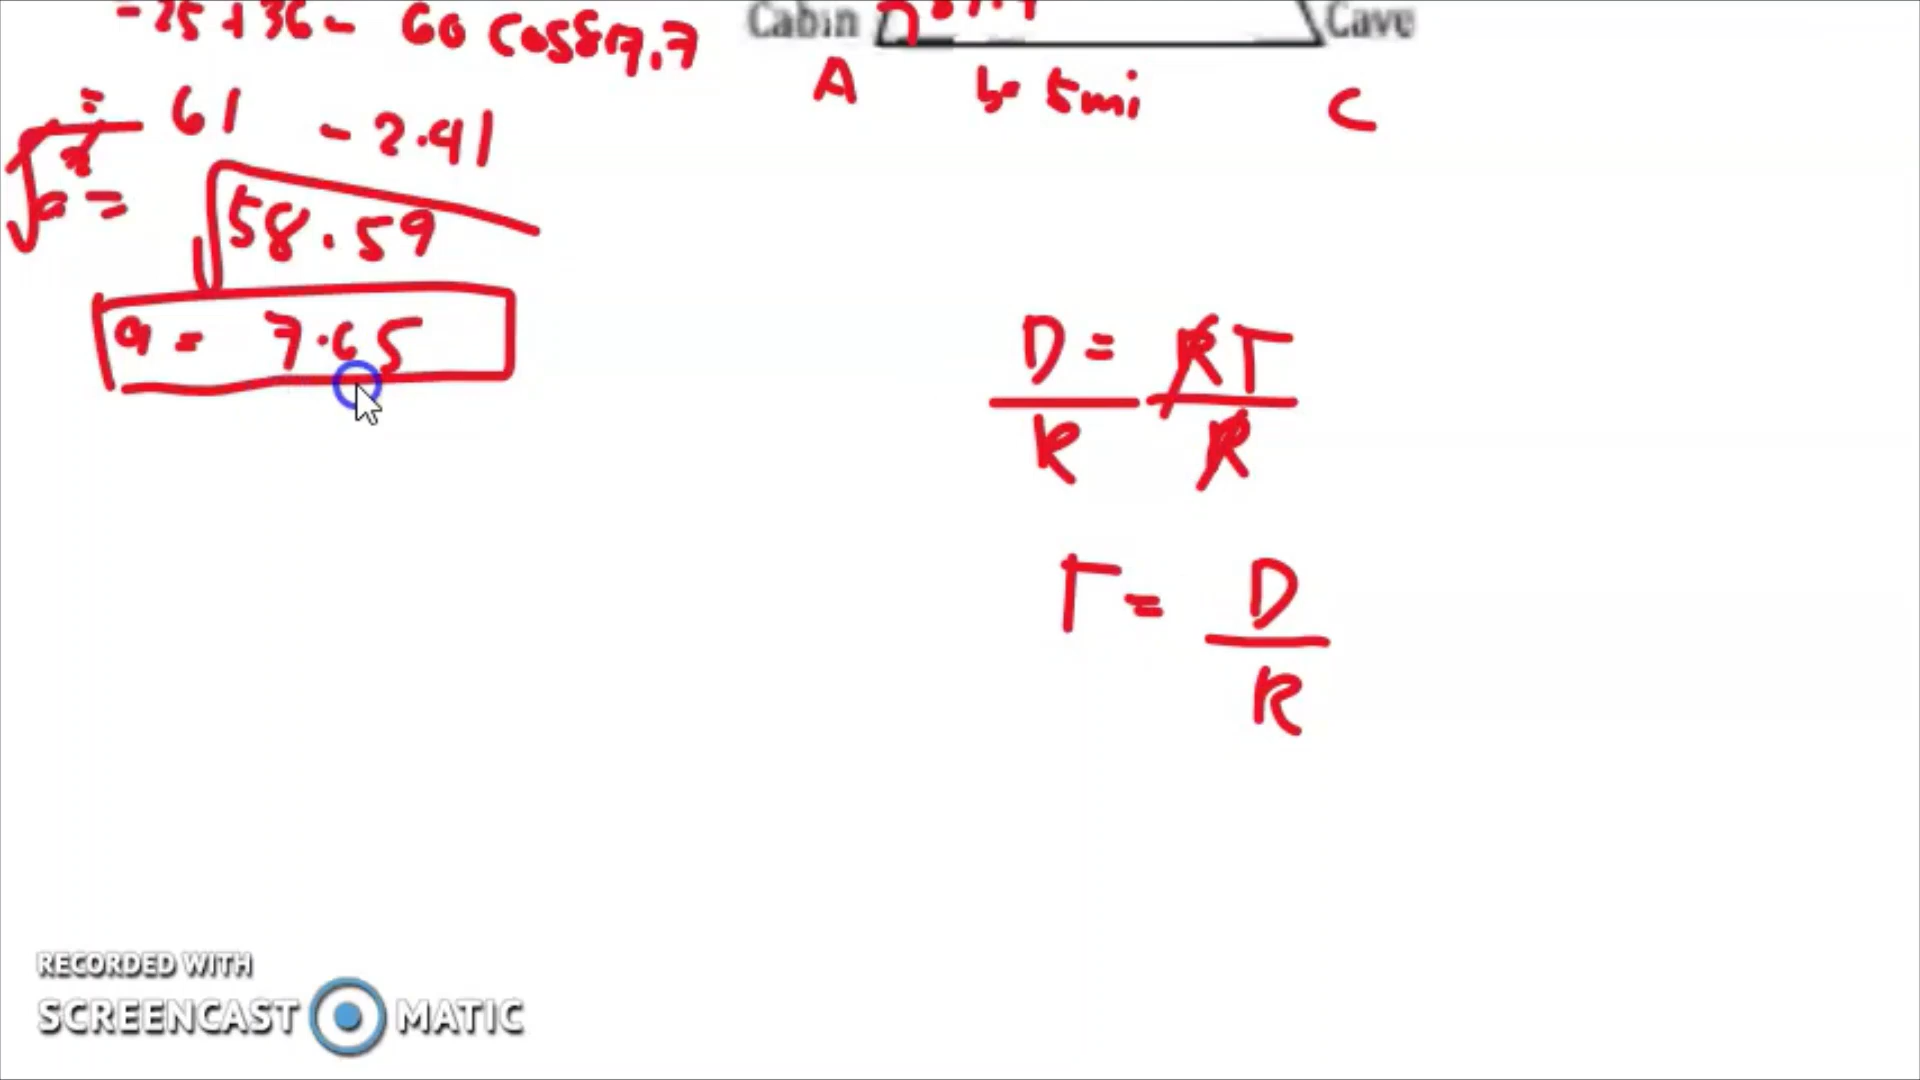 - 25 + 36 - 60 cos 87.7
= 61 - 2.41
√a² = √58.59
a = 7.65
Cabin Cave
A b= 5mi C
D = RT
R R
T = D
R
RECORDED WITH
SCREENCAST MATIC